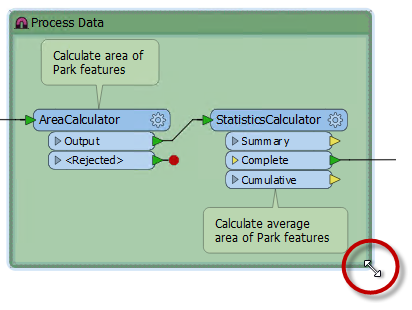 Process Data
Calculate area of
Park features
AreaCalculator
Output
<Rejected>
StatisticsCalculator
Summary
Complete
Cumulative
Calculate average
area of Park features